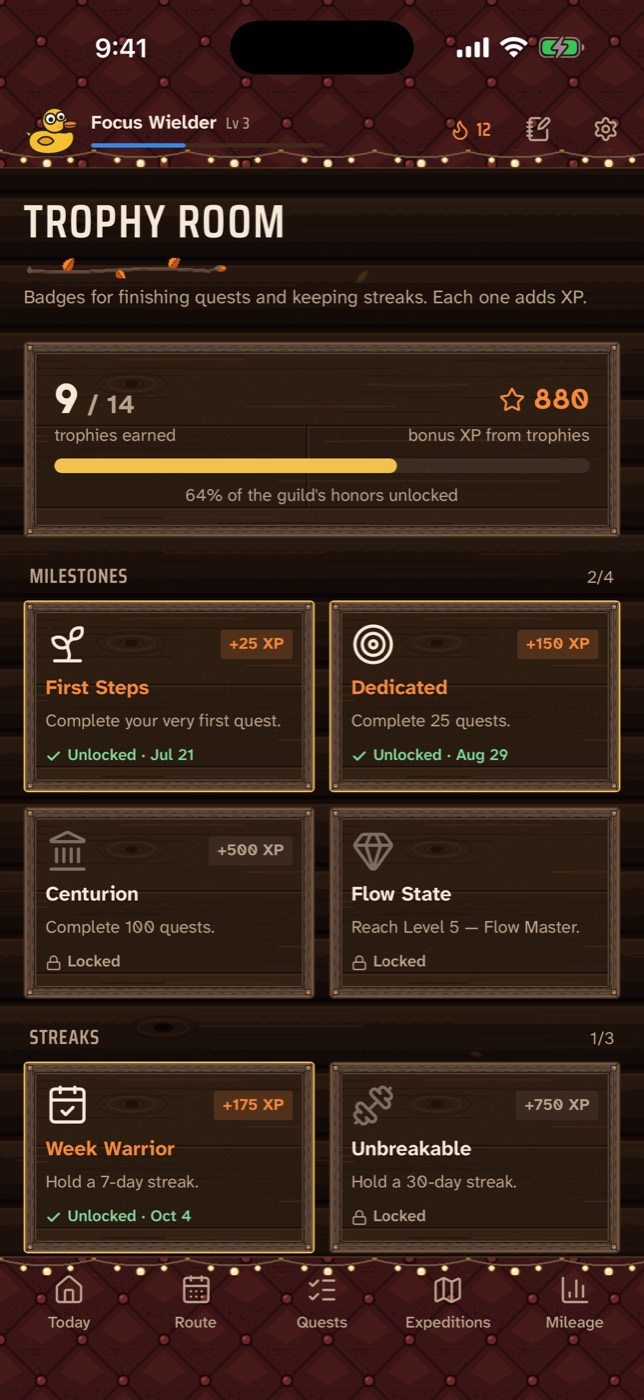 9:41
Focus Wielder Lv 3
12
TROPHY ROOM
Badges for finishing quests and keeping streaks. Each one adds XP.
9 / 14
880
trophies earned
bonus XP from trophies
64% of the guild's honors unlocked
MILESTONES
2/4
+25 XP
First Steps
Complete your very first quest.
Unlocked · Jul 21
+150 XP
Dedicated
Complete 25 quests.
Unlocked · Aug 29
+500 XP
Centurion
Complete 100 quests.
Locked
Flow State
Reach Level 5 — Flow Master.
Locked
STREAKS
1/3
+175 XP
Week Warrior
Hold a 7-day streak.
Unlocked · Oct 4
+750 XP
Unbreakable
Hold a 30-day streak.
Locked
Today
Route
Quests
Expeditions
Mileage